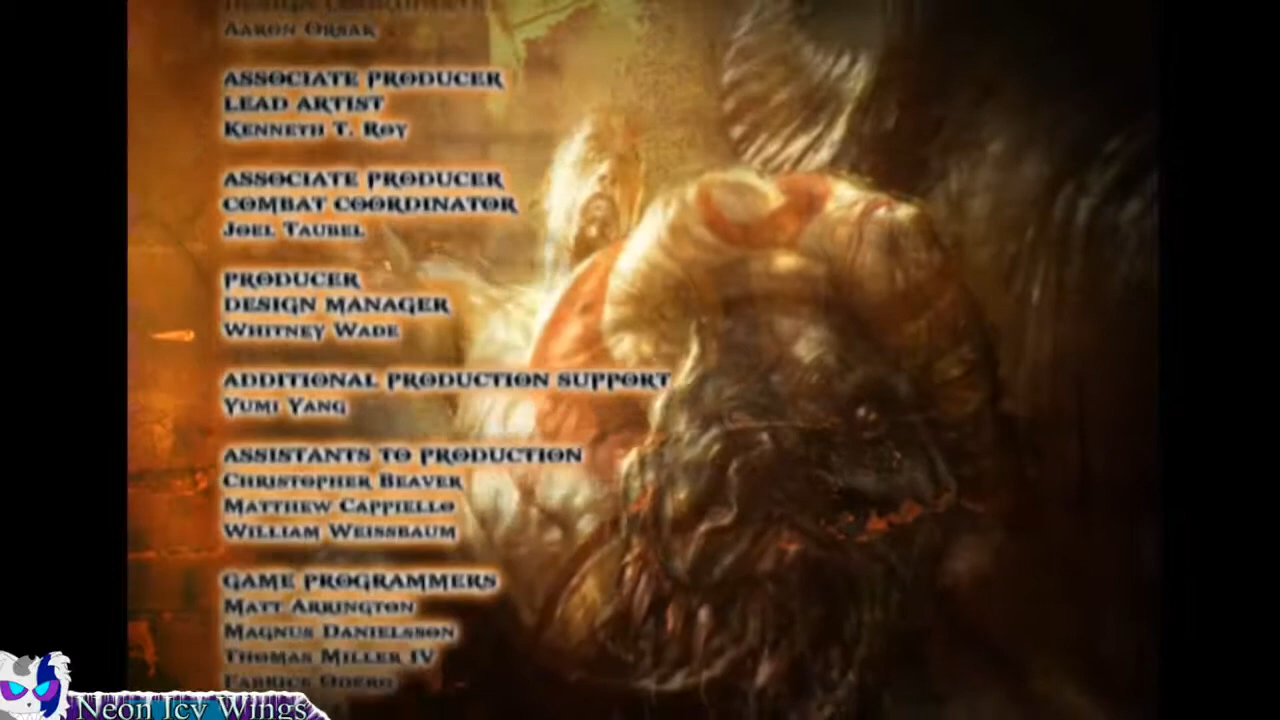 Aaron Orsak
ASSOCIATE PRODUCER
LEAD ARTIST
Kenneth T. Roy
ASSOCIATE PRODUCER
COMBAT COORDINATOR
Joel Taubel
PRODUCER
DESIGN MANAGER
Whitney Wade
ADDITIONAL PRODUCTION SUPPORT
Yumi Yang
ASSISTANTS TO PRODUCTION
Christopher Beaver
Matthew Cappiello
William Weissbaum
GAME PROGRAMMERS
Matt Arrington
Magnus Danielsson
Thomas Miller IV
Fabrice Odero
Neon Icy Wings